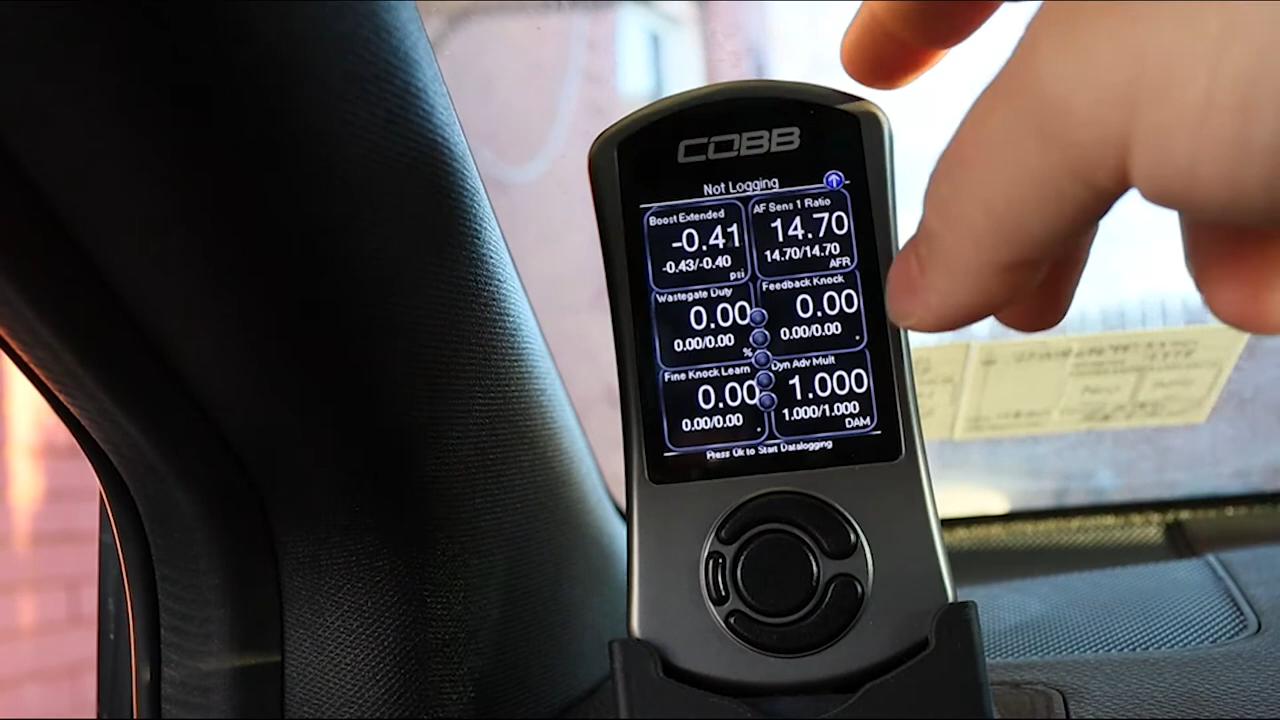 COBB
Not Logging
Boost Extended
-0.41
-0.43/-0.40
psi
AF Sens 1 Ratio
14.70
14.70/14.70
AFR
Wastegate Duty
0.00
0.00/0.00
%
Feedback Knock
0.00
0.00/0.00
°
Fine Knock Learn
0.00
0.00/0.00
°
Dyn Adv Mult
1.000
1.000/1.000
DAM
Press Ok to Start Datalogging